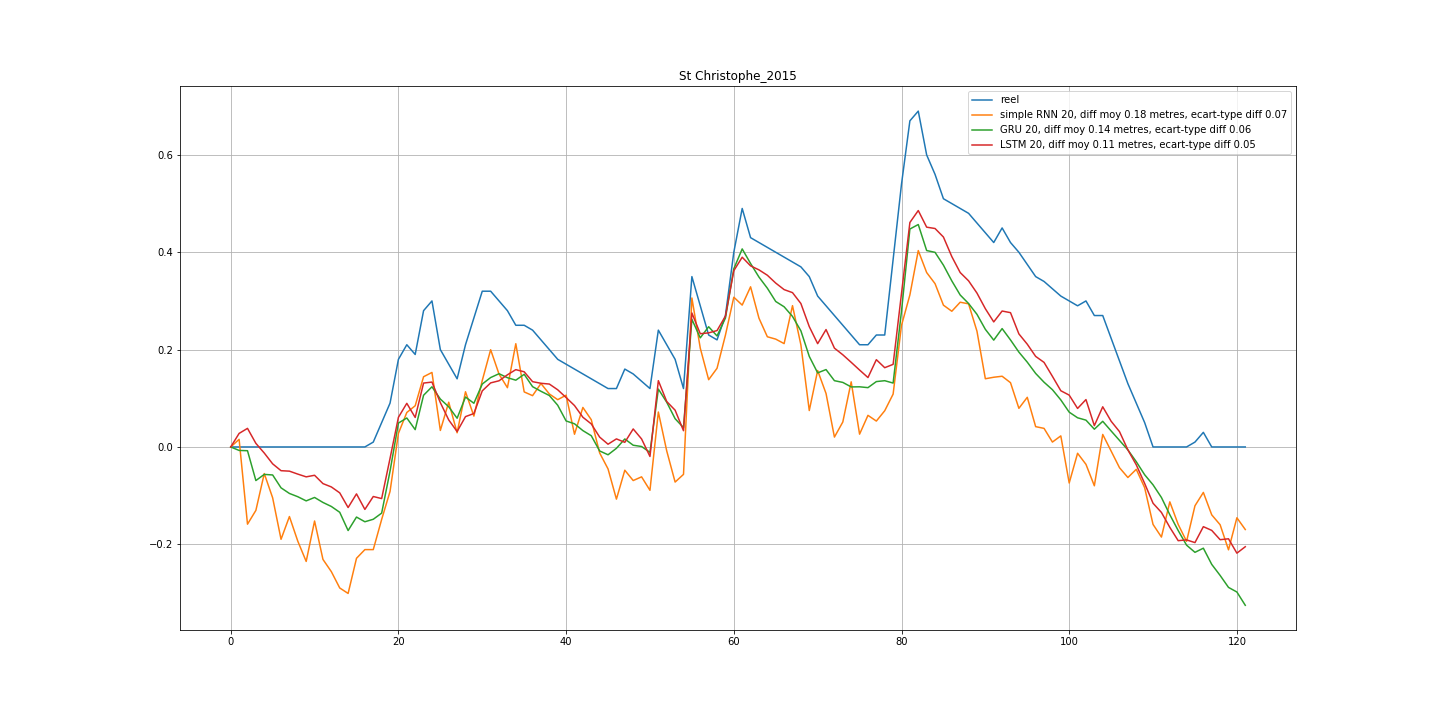 St Christophe_2015
reel
simple RNN 20, diff moy 0.18 metres, ecart-type diff 0.07
GRU 20, diff moy 0.14 metres, ecart-type diff 0.06
LSTM 20, diff moy 0.11 metres, ecart-type diff 0.05
0.6
0.4
0.2
0.0
−0.2
0 20 40 60 80 100 120